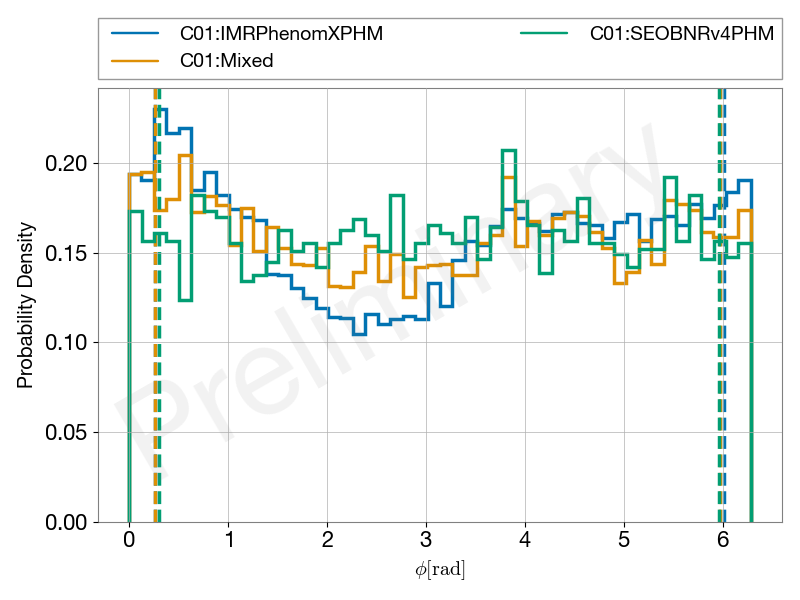 C01:IMRPhenomXPHM
C01:SEOBNRv4PHM
C01:Mixed
Preliminary
Probability Density
0.20
0.15
0.10
0.05
0.00
0 1 2 3 4 5 6
ϕ[rad]